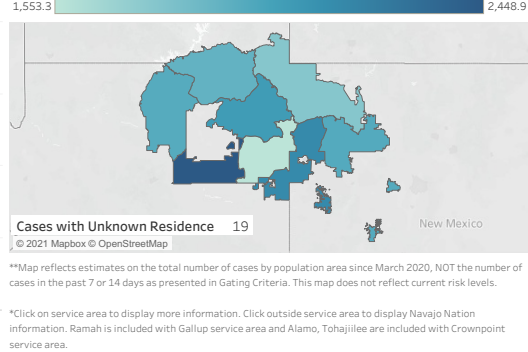 1,553.3 2,448.9
New Mexico
Cases with Unknown Residence 19
© 2021 Mapbox © OpenStreetMap
**Map reflects estimates on the total number of cases by population area since March 2020, NOT the number of
cases in the past 7 or 14 days as presented in Gating Criteria. This map does not reflect current risk levels.
*Click on service area to display more information. Click outside service area to display Navajo Nation
information. Ramah is included with Gallup service area and Alamo, Tohajiilee are included with Crownpoint
service area.